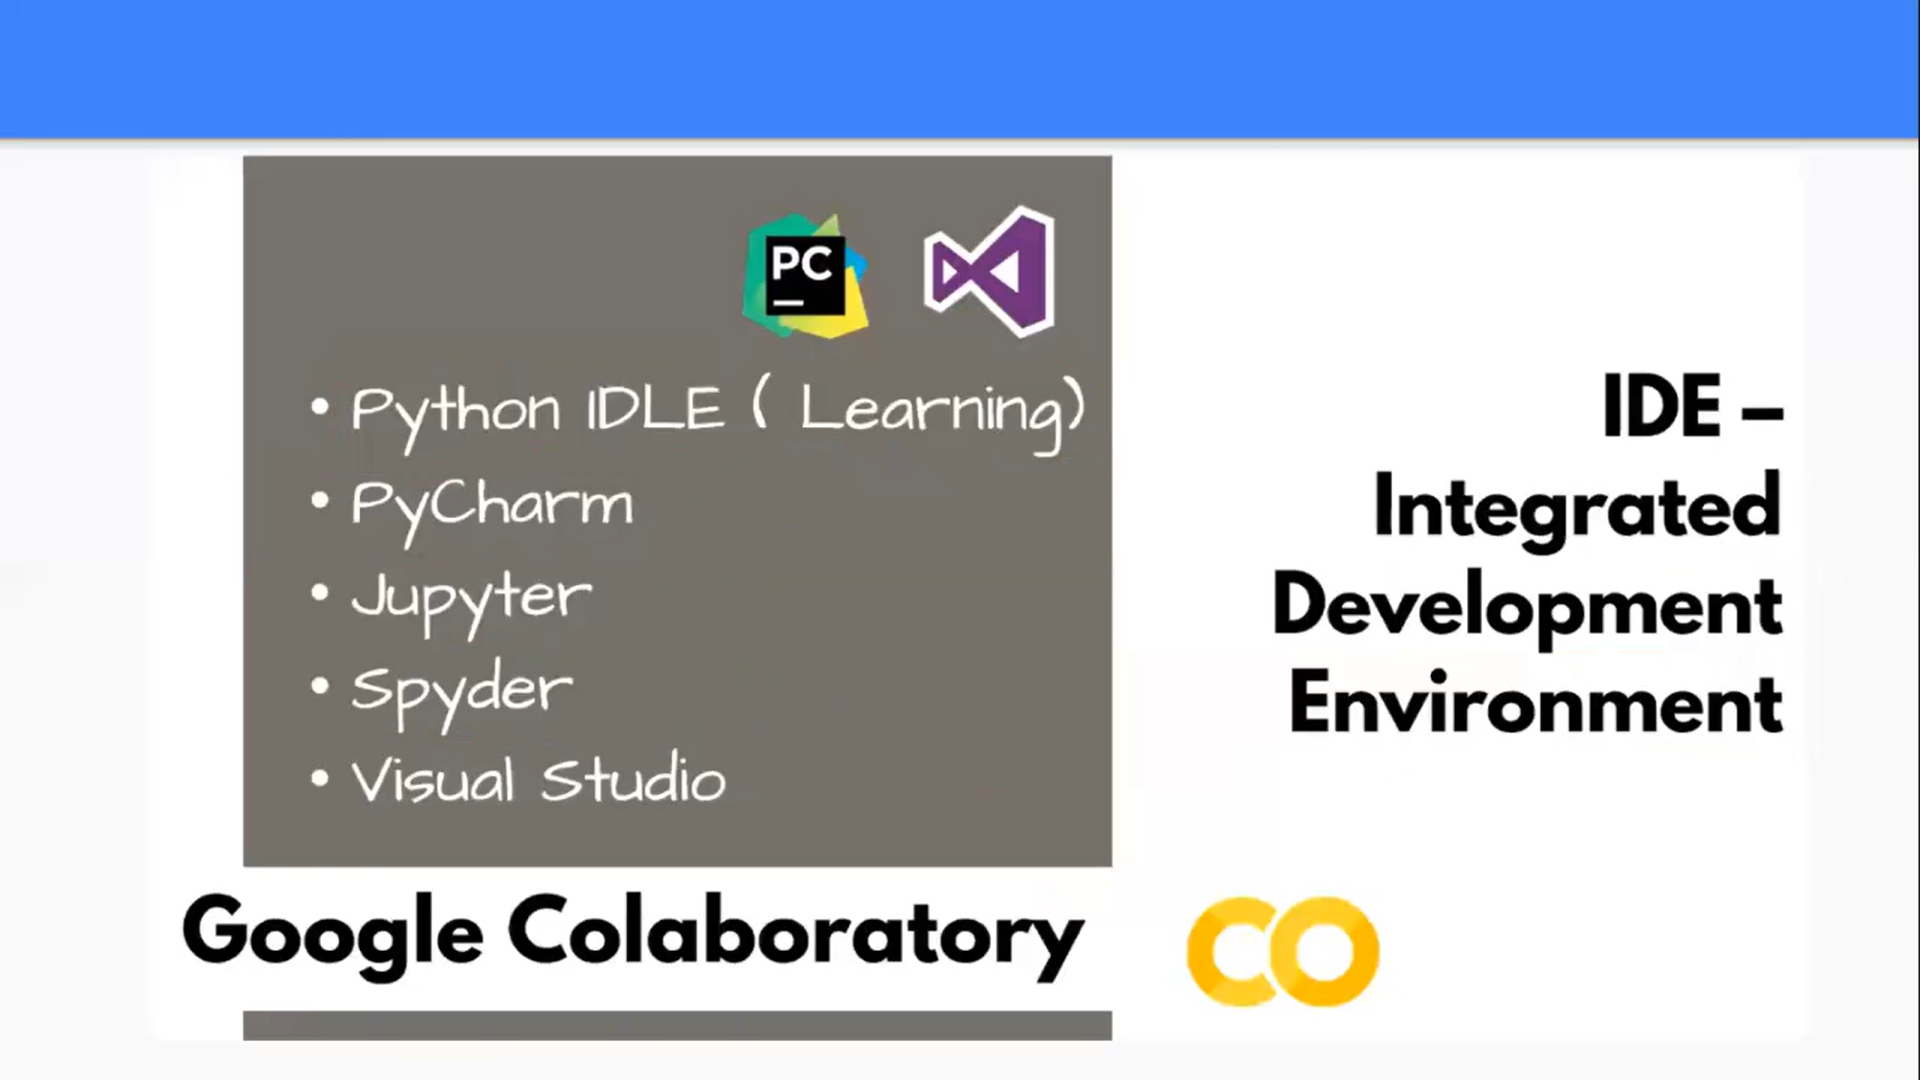 PC
• Python IDLE ( Learning)
• PyCharm
• Jupyter
• Spyder
• Visual Studio
IDE –
Integrated
Development
Environment
Google Colaboratory
CO